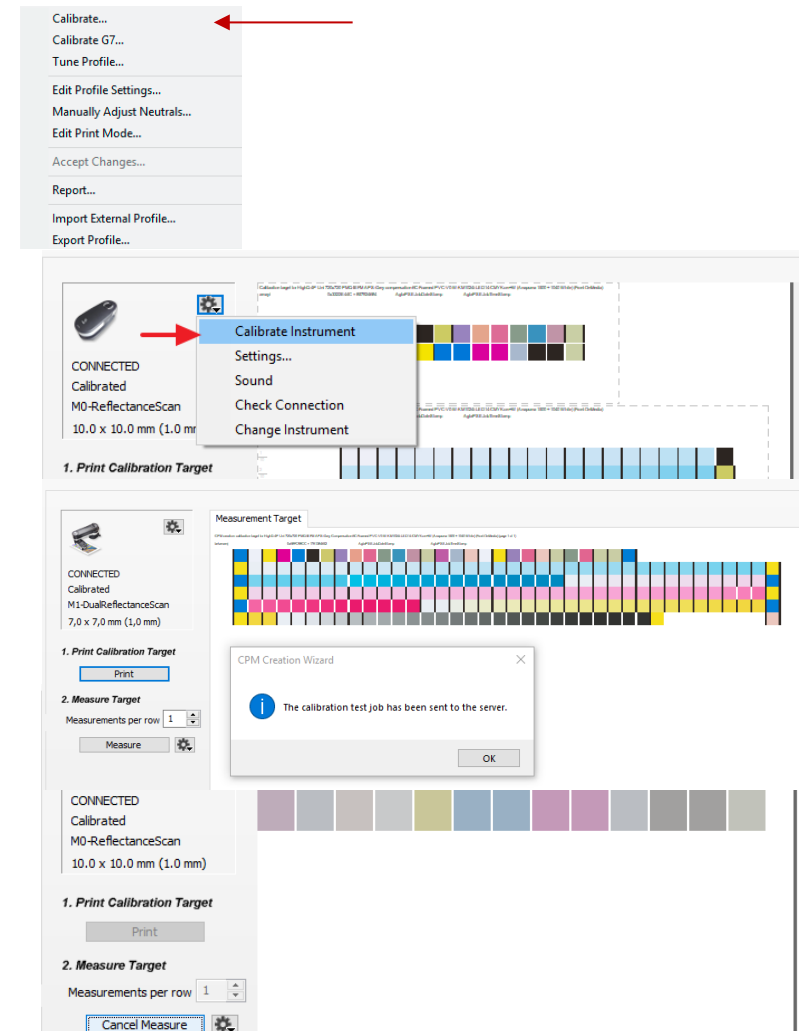 Calibrate...
Calibrate G7...
Tune Profile...
Edit Profile Settings...
Manually Adjust Neutrals...
Edit Print Mode...
Accept Changes...
Report...
Import External Profile...
Export Profile...
CONNECTED
Calibrated
M0-ReflectanceScan
10.0 x 10.0 mm (1.0 mr
Calibrate Instrument
Settings...
Sound
Check Connection
Change Instrument
1. Print Calibration Target
Measurement Target
CONNECTED
Calibrated
M1-DualReflectanceScan
7,0 x 7,0 mm (1,0 mm)
1. Print Calibration Target
Print
2. Measure Target
Measurements per row 1
Measure
CPM Creation Wizard
The calibration test job has been sent to the server.
OK
CONNECTED
Calibrated
M0-ReflectanceScan
10.0 x 10.0 mm (1.0 mm)
1. Print Calibration Target
Print
2. Measure Target
Measurements per row 1
Cancel Measure